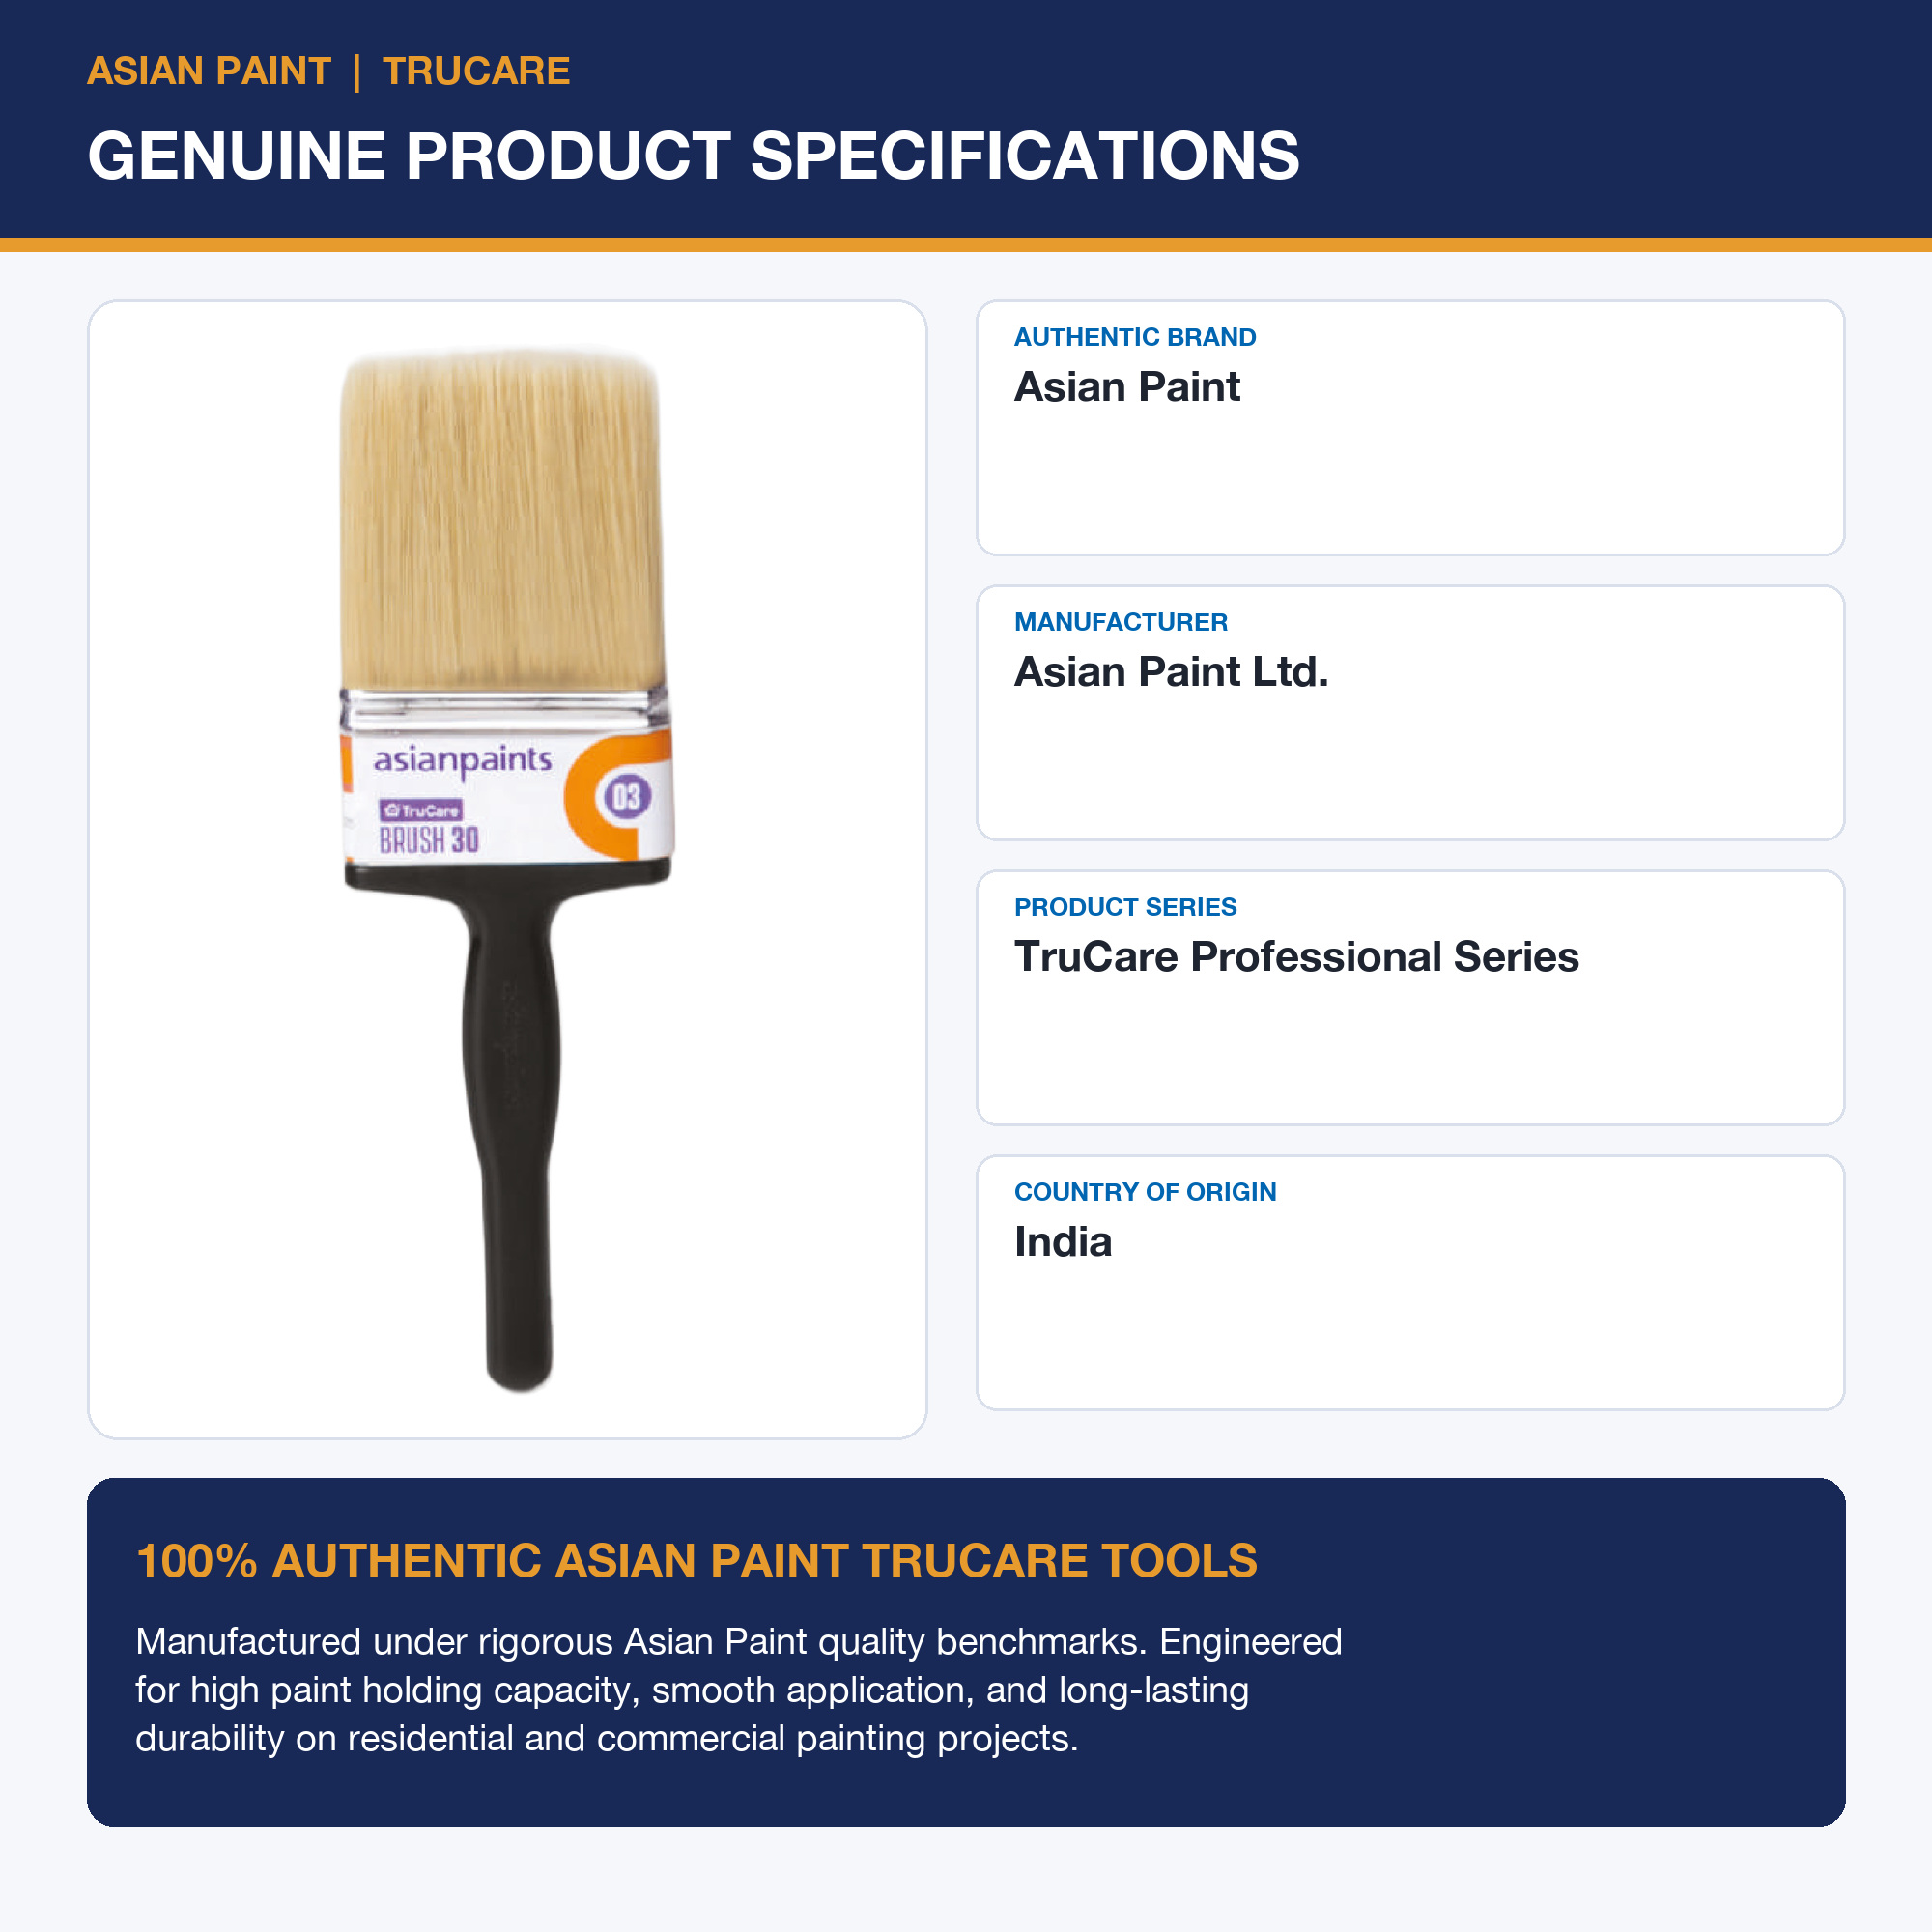 ASIAN PAINT | TRUCARE
GENUINE PRODUCT SPECIFICATIONS
asianpaints
03
TruCare
BRUSH 30
AUTHENTIC BRAND
Asian Paint
MANUFACTURER
Asian Paint Ltd.
PRODUCT SERIES
TruCare Professional Series
COUNTRY OF ORIGIN
India
100% AUTHENTIC ASIAN PAINT TRUCARE TOOLS
Manufactured under rigorous Asian Paint quality benchmarks. Engineered
for high paint holding capacity, smooth application, and long-lasting
durability on residential and commercial painting projects.